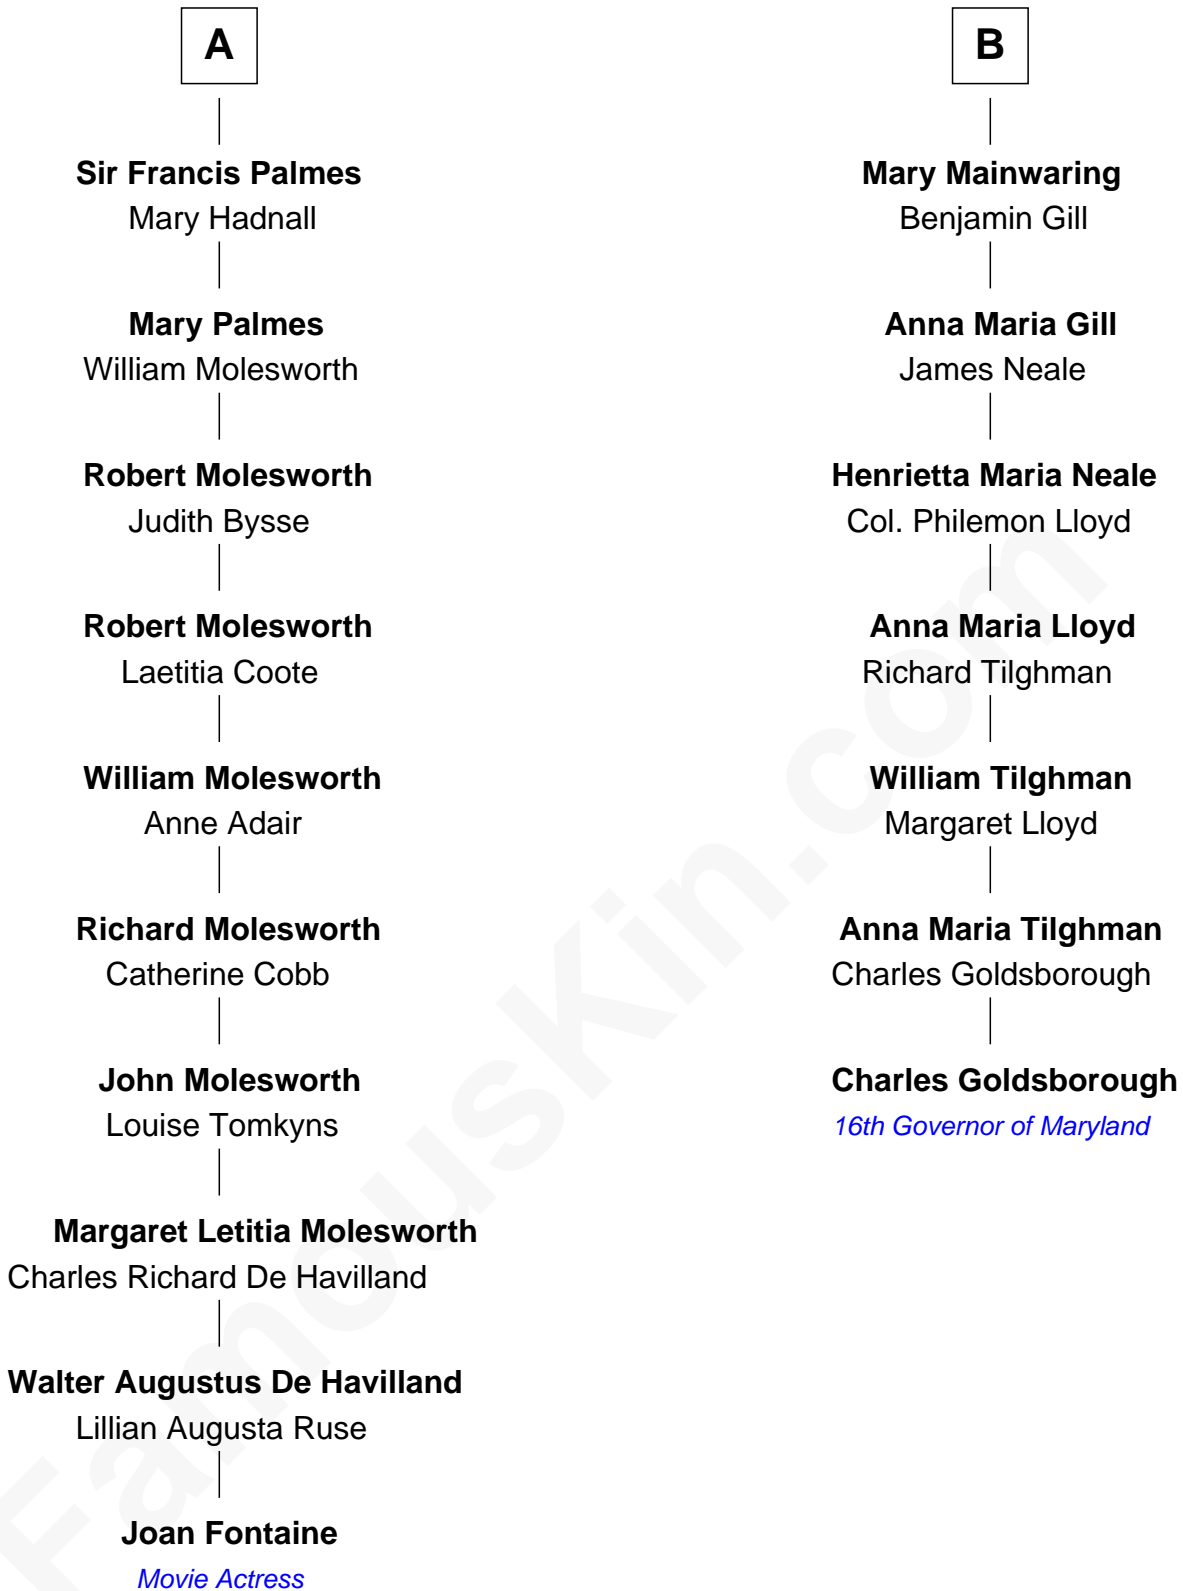 A
Sir Francis Palmes
Mary Hadnall
Mary Palmes
William Molesworth
Robert Molesworth
Judith Bysse
Robert Molesworth
Laetitia Coote
William Molesworth
Anne Adair
Richard Molesworth
Catherine Cobb
John Molesworth
Louise Tomkyns
Margaret Letitia Molesworth
Charles Richard De Havilland
Walter Augustus De Havilland
Lillian Augusta Ruse
Joan Fontaine
Movie Actress
B
Mary Mainwaring
Benjamin Gill
Anna Maria Gill
James Neale
Henrietta Maria Neale
Col. Philemon Lloyd
Anna Maria Lloyd
Richard Tilghman
William Tilghman
Margaret Lloyd
Anna Maria Tilghman
Charles Goldsborough
Charles Goldsborough
16th Governor of Maryland
FamousKin.com